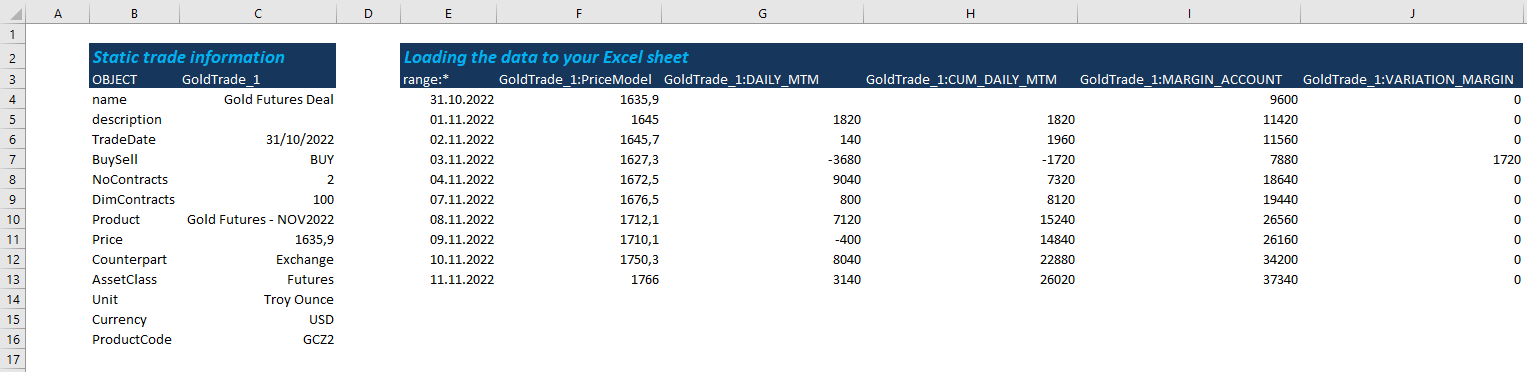 A B C D E F G H I J
1
2 Static trade information Loading the data to your Excel sheet
3 OBJECT GoldTrade_1 range:* GoldTrade_1:PriceModel GoldTrade_1:DAILY_MTM GoldTrade_1:CUM_DAILY_MTM GoldTrade_1:MARGIN_ACCOUNT GoldTrade_1:VARIATION_MARGIN
4 name Gold Futures Deal 31.10.2022 1635,9 9600 0
5 description 01.11.2022 1645 1820 1820 11420 0
6 TradeDate 31/10/2022 02.11.2022 1645,7 140 1960 11560 0
7 BuySell BUY 03.11.2022 1627,3 -3680 -1720 7880 1720
8 NoContracts 2 04.11.2022 1672,5 9040 7320 18640 0
9 DimContracts 100 07.11.2022 1676,5 800 8120 19440 0
10 Product Gold Futures - NOV2022 08.11.2022 1712,1 7120 15240 26560 0
11 Price 1635,9 09.11.2022 1710,1 -400 14840 26160 0
12 Counterpart Exchange 10.11.2022 1750,3 8040 22880 34200 0
13 AssetClass Futures 11.11.2022 1766 3140 26020 37340 0
14 Unit Troy Ounce
15 Currency USD
16 ProductCode GCZ2
17